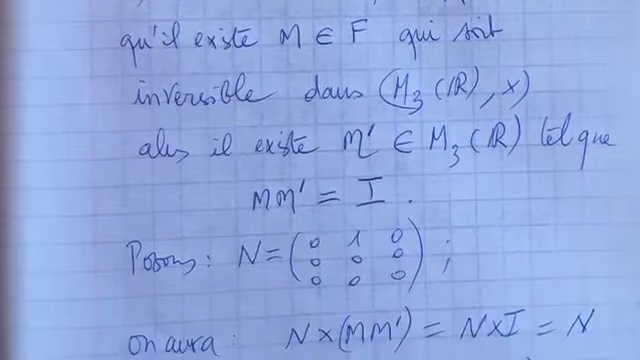 qu'il existe M ∈ F qui soit
inversible dans (M₃(ℝ), ×)
alors il existe M' ∈ M₃(ℝ) tel que
MM' = I.
Posons : N = (0 1 0
0 0 0
0 0 0) ;
on aura : N×(MM') = N×I = N